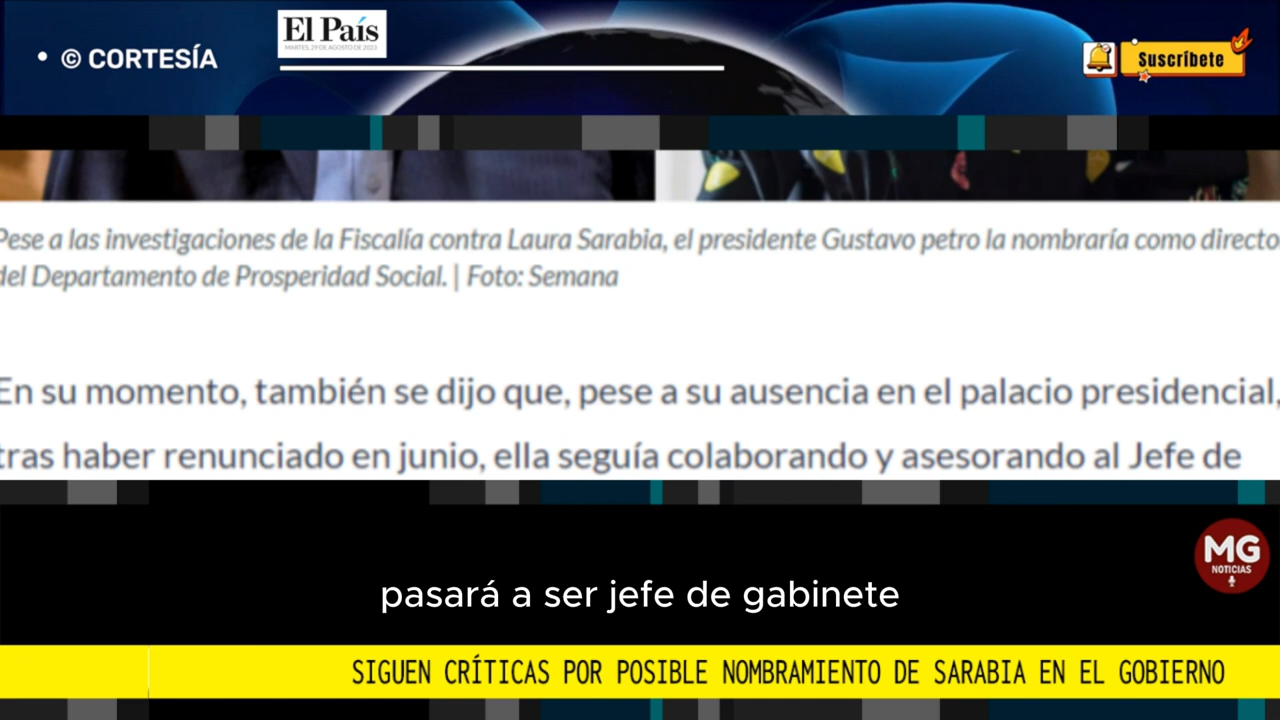 © CORTESÍA
El País
MARTES, 29 DE AGOSTO DE 2023
Suscríbete
Pese a las investigaciones de la Fiscalía contra Laura Sarabia, el presidente Gustavo petro la nombraría como directo
del Departamento de Prosperidad Social. | Foto: Semana
En su momento, también se dijo que, pese a su ausencia en el palacio presidencial,
tras haber renunciado en junio, ella seguía colaborando y asesorando al Jefe de
MG
NOTICIAS
pasará a ser jefe de gabinete
SIGUEN CRÍTICAS POR POSIBLE NOMBRAMIENTO DE SARABIA EN EL GOBIERNO